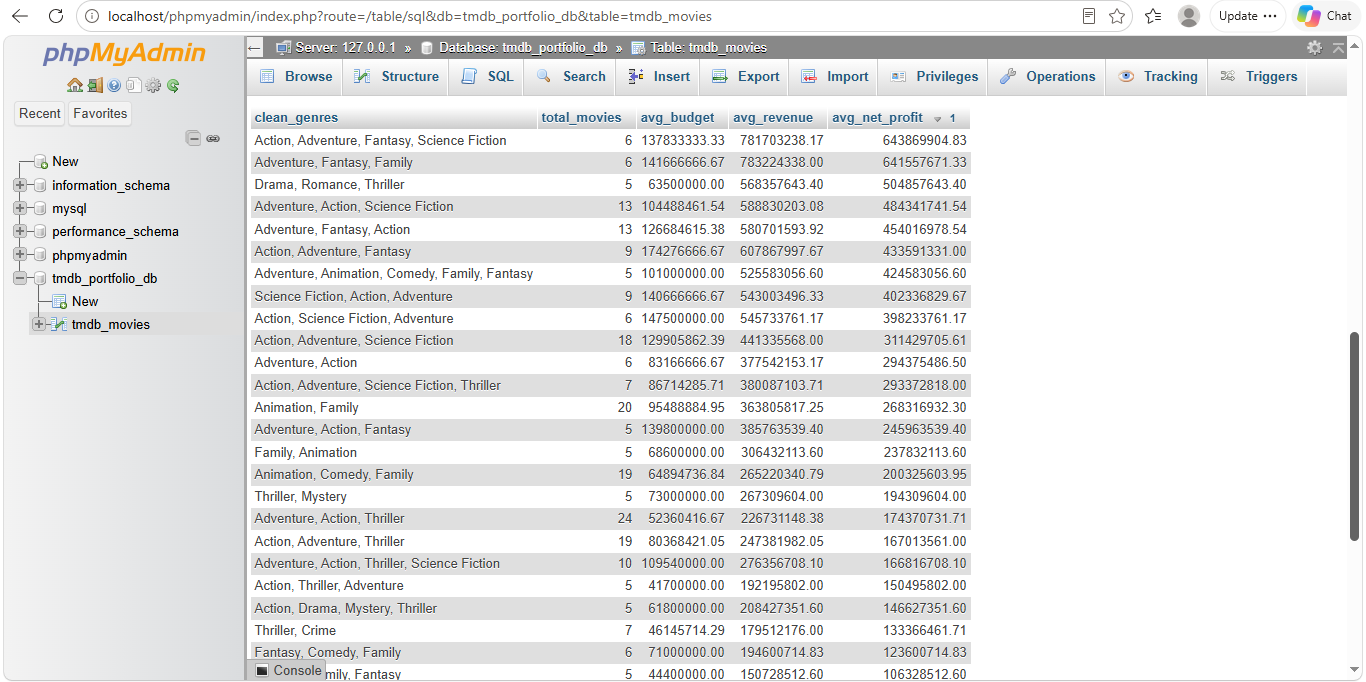 localhost/phpmyadmin/index.php?route=/table/sql&db=tmdb_portfolio_db&table=tmdb_movies
Update
Chat
phpMyAdmin
Recent Favorites
New
information_schema
mysql
performance_schema
phpmyadmin
tmdb_portfolio_db
New
tmdb_movies
Server: 127.0.0.1 » Database: tmdb_portfolio_db » Table: tmdb_movies
Browse Structure SQL Search Insert Export Import Privileges Operations Tracking Triggers
clean_genres total_movies avg_budget avg_revenue avg_net_profit 1
Action, Adventure, Fantasy, Science Fiction 6 137833333.33 781703238.17 643869904.83
Adventure, Fantasy, Family 6 141666666.67 783224338.00 641557671.33
Drama, Romance, Thriller 5 63500000.00 568357643.40 504857643.40
Adventure, Action, Science Fiction 13 104488461.54 588830203.08 484341741.54
Adventure, Fantasy, Action 13 126684615.38 580701593.92 454016978.54
Action, Adventure, Fantasy 9 174276666.67 607867997.67 433591331.00
Adventure, Animation, Comedy, Family, Fantasy 5 101000000.00 525583056.60 424583056.60
Science Fiction, Action, Adventure 9 140666666.67 543003496.33 402336829.67
Action, Science Fiction, Adventure 6 147500000.00 545733761.17 398233761.17
Action, Adventure, Science Fiction 18 129905862.39 441335568.00 311429705.61
Adventure, Action 6 83166666.67 377542153.17 294375486.50
Action, Adventure, Science Fiction, Thriller 7 86714285.71 380087103.71 293372818.00
Animation, Family 20 95488884.95 363805817.25 268316932.30
Adventure, Action, Fantasy 5 139800000.00 385763539.40 245963539.40
Family, Animation 5 68600000.00 306432113.60 237832113.60
Animation, Comedy, Family 19 64894736.84 265220340.79 200325603.95
Thriller, Mystery 5 73000000.00 267309604.00 194309604.00
Adventure, Action, Thriller 24 52360416.67 226731148.38 174370731.71
Action, Adventure, Thriller 19 80368421.05 247381982.05 167013561.00
Adventure, Action, Thriller, Science Fiction 10 109540000.00 276356708.10 166816708.10
Action, Thriller, Adventure 5 41700000.00 192195802.00 150495802.00
Action, Drama, Mystery, Thriller 5 61800000.00 208427351.60 146627351.60
Thriller, Crime 7 46145714.29 179512176.00 133366461.71
Fantasy, Comedy, Family 6 71000000.00 194600714.83 123600714.83
Console
Fantasy 5 44400000.00 150728512.60 106328512.60